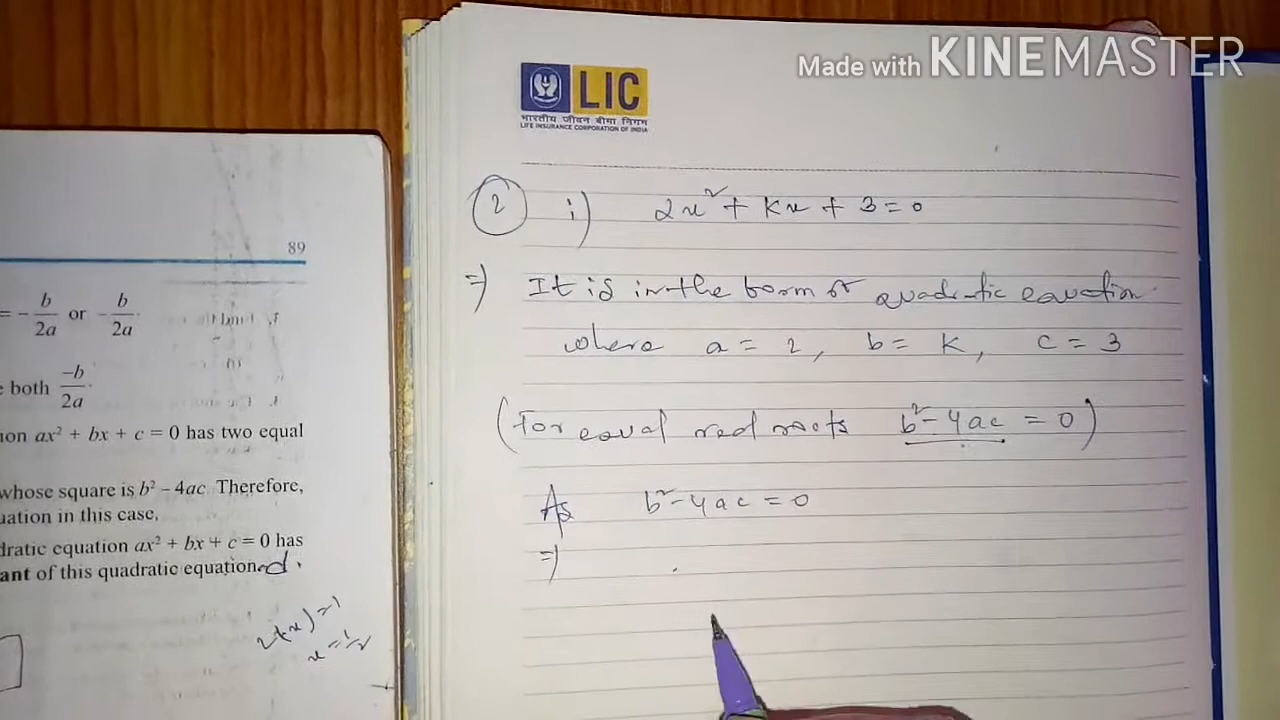 Made with KINEMASTER
LIC
भारतीय जीवन बीमा निगम
LIFE INSURANCE CORPORATION OF INDIA
89
= - b/2a or - b/2a.
both -b/2a.
ion ax² + bx + c = 0 has two equal
whose square is b² – 4ac Therefore,
uation in this case,
dratic equation ax² + bx + c = 0 has
ant of this quadratic equation d.
x = 1/2
② i) 2x² + kx + 3 = 0
=) It is in the form of quadratic equation.
where a = 2, b = k, c = 3
(For equal real roots b² - 4ac = 0)
As b² - 4ac = 0
=)